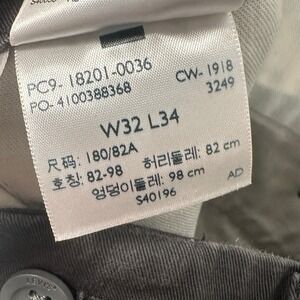 PC9- 18201-0036 CW- 1918
PO- 4100388368 3249
W32 L34
尺码: 180/82A 허리둘레: 82 cm
호칭: 82-98
엉덩이둘레: 98 cm
S40196 AD